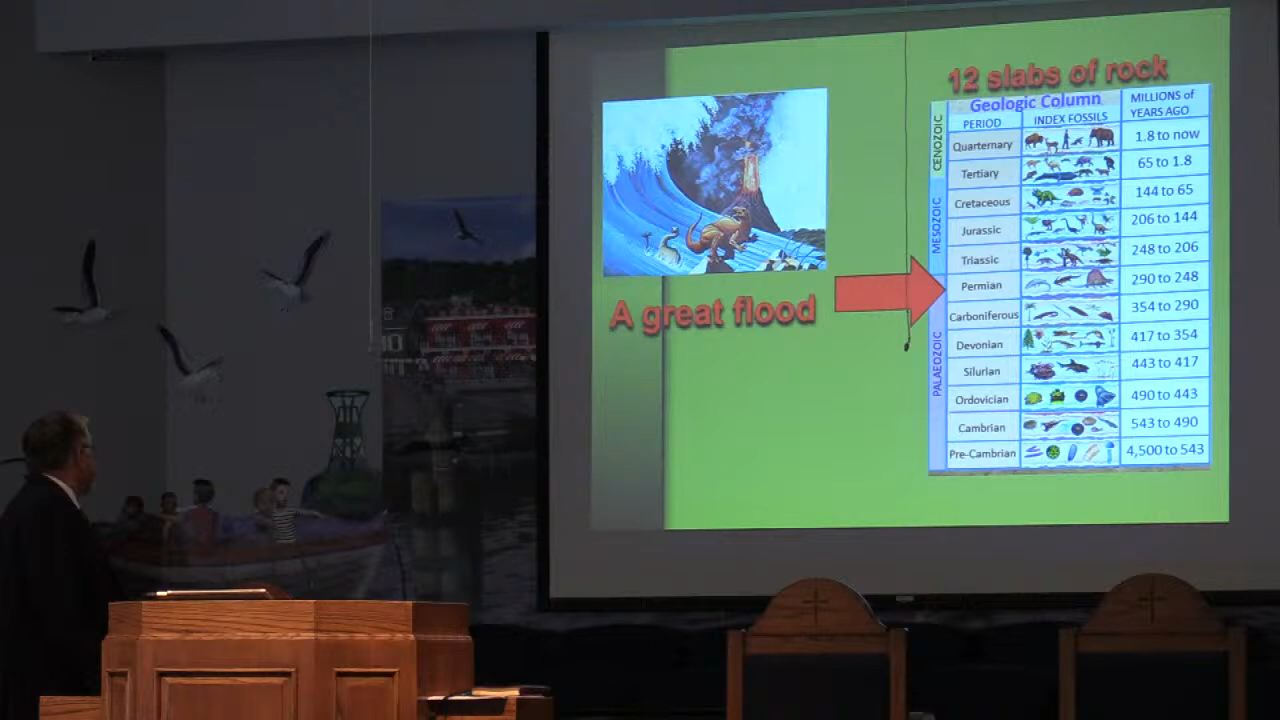 12 slabs of rock
Geologic Column
MILLIONS of
YEARS AGO
PERIOD
INDEX FOSSILS
CENOZOIC
Quarternary
1.8 to now
Tertiary
65 to 1.8
MESOZOIC
Cretaceous
144 to 65
Jurassic
206 to 144
Triassic
248 to 206
PALAEOZOIC
Permian
290 to 248
Carboniferous
354 to 290
Devonian
417 to 354
Silurian
443 to 417
Ordovician
490 to 443
Cambrian
543 to 490
Pre-Cambrian
4,500 to 543
A great flood